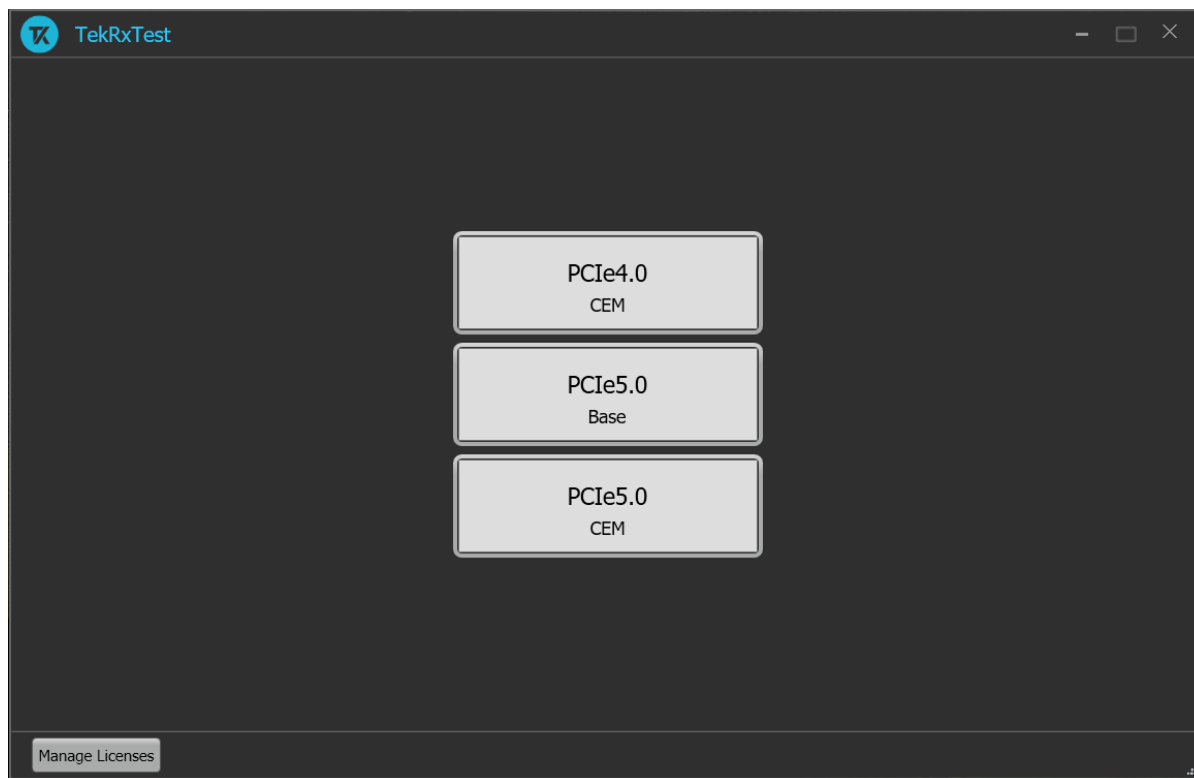 TekRxTest
PCIe4.0
CEM
PCIe5.0
Base
PCIe5.0
CEM
Manage Licenses